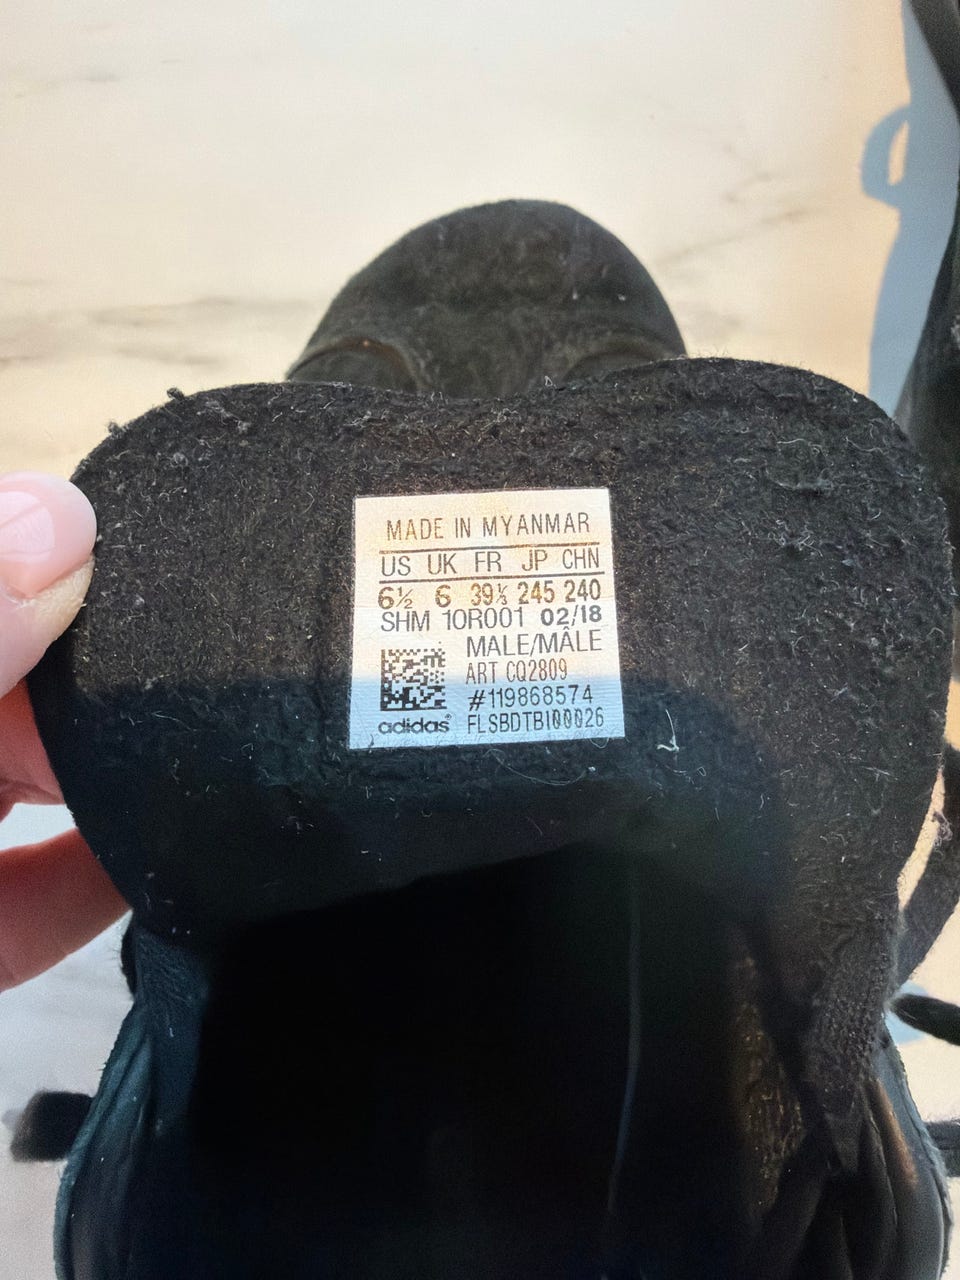 MADE IN MYANMAR
US UK FR JP CHN
6½ 6 39⅓ 245 240
SHM 10R001 02/18
MALE/MÂLE
ART CQ2809
#119868574
adidas® FLSBDTBI00026